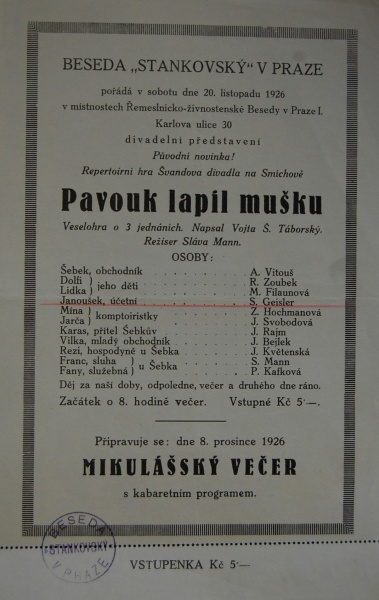 BESEDA „STANKOVSKÝ" V PRAZE
pořádá v sobotu dne 20. listopadu 1926
v místnostech Řemeslnicko-živnostenské Besedy v Praze I.
Karlova ulice 30
divadelní představení
Původní novinka!
Repertoirní hra Švandova divadla na Smíchově
Pavouk lapil mušku
Veselohra o 3 jednáních. Napsal Vojta Š. Táborský.
Režiser Sláva Mann.
OSOBY:
Šebek, obchodník . . . . . . A. Vitouš
Dolfi } jeho děti . . . . . . R. Zoubek
Lidka } M. Filaunová
Janoušek, účetní . . . . . . S. Geisler
Mína } komptoiristky . . . . . . Z. Hochmanová
Jarča } J. Svobodová
Karas, přítel Šebkův . . . . . . J. Rajm
Vilka, mladý obchodník . . . . . . J. Bejlek
Rezi, hospodyně u Šebka . . . . . . J. Květenská
Franc, sluha } u Šebka . . . . . . S. Mann
Fany, služebná } P. Kafková
Děj za naší doby, odpoledne, večer a druhého dne ráno.
Začátek o 8. hodině večer. Vstupné Kč 5·—.
Připravuje se: dne 8. prosince 1926
MIKULÁŠSKÝ VEČER
s kabaretním programem.
BESEDA
STANKOVSKÝ
V PRAZE
VSTUPENKA Kč 5·—